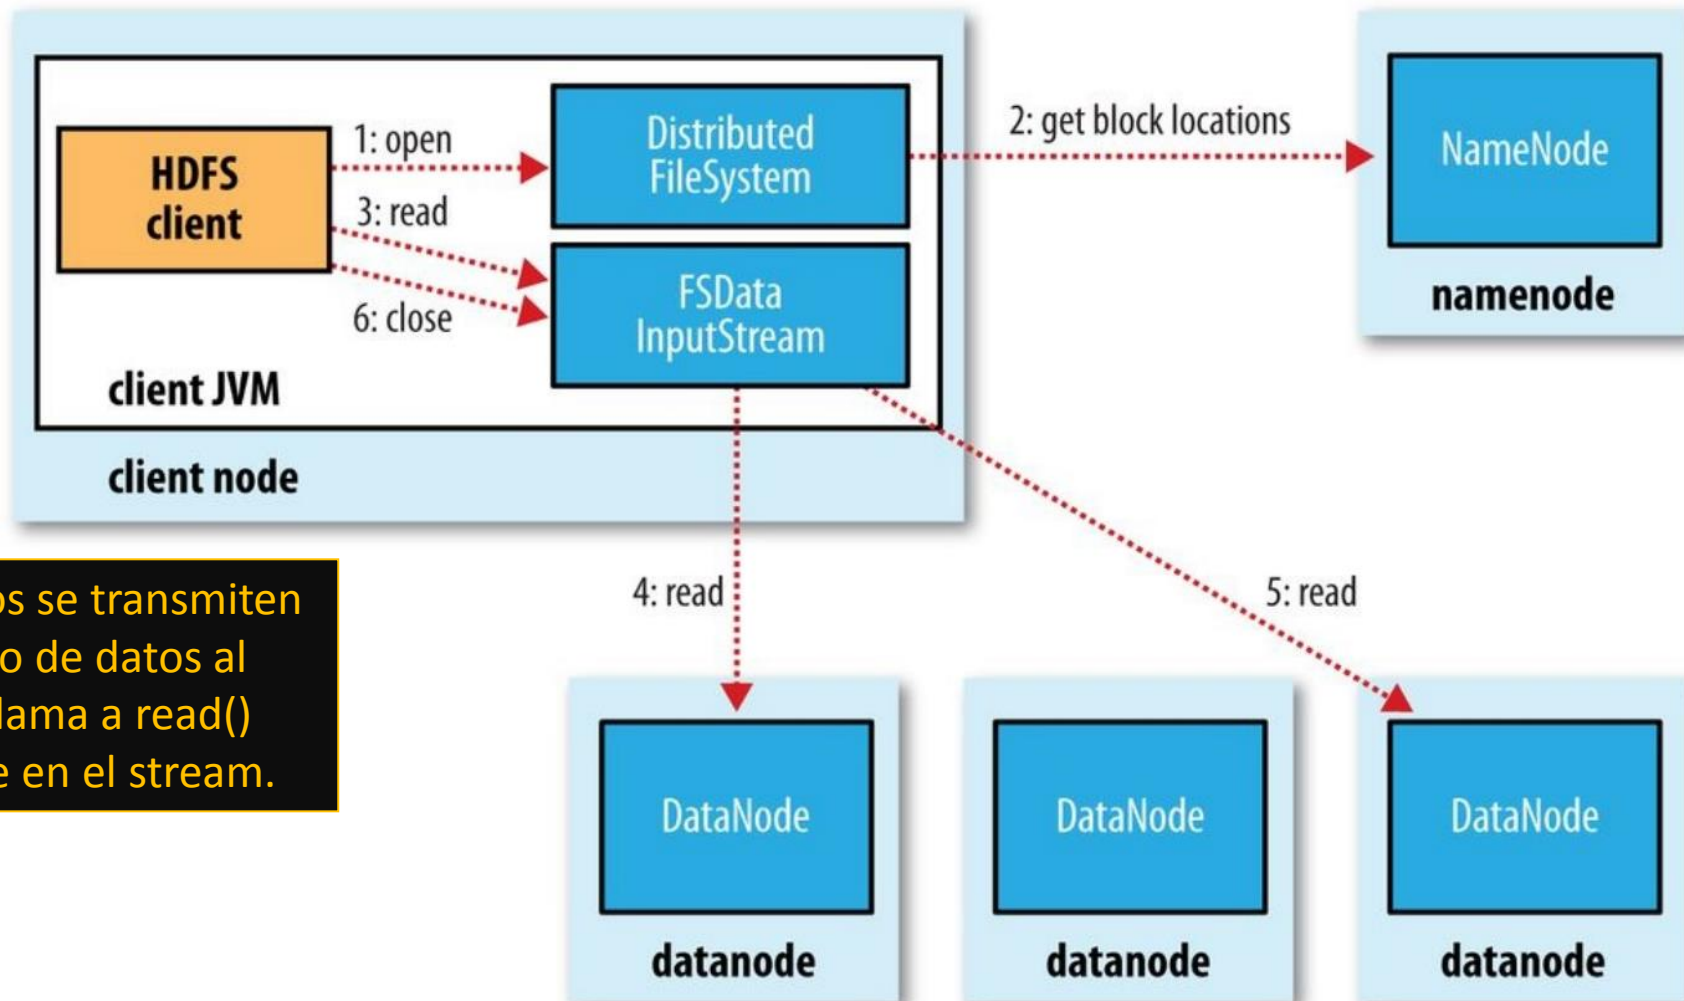 1: open
Distributed
FileSystem
2: get block locations
NameNode
namenode
HDFS
client
3: read
6: close
FSData
InputStream
client JVM
client node
se transmiten
de datos al
a read()
en el stream.
4: read
5: read
DataNode
DataNode
DataNode
datanode
datanode
datanode